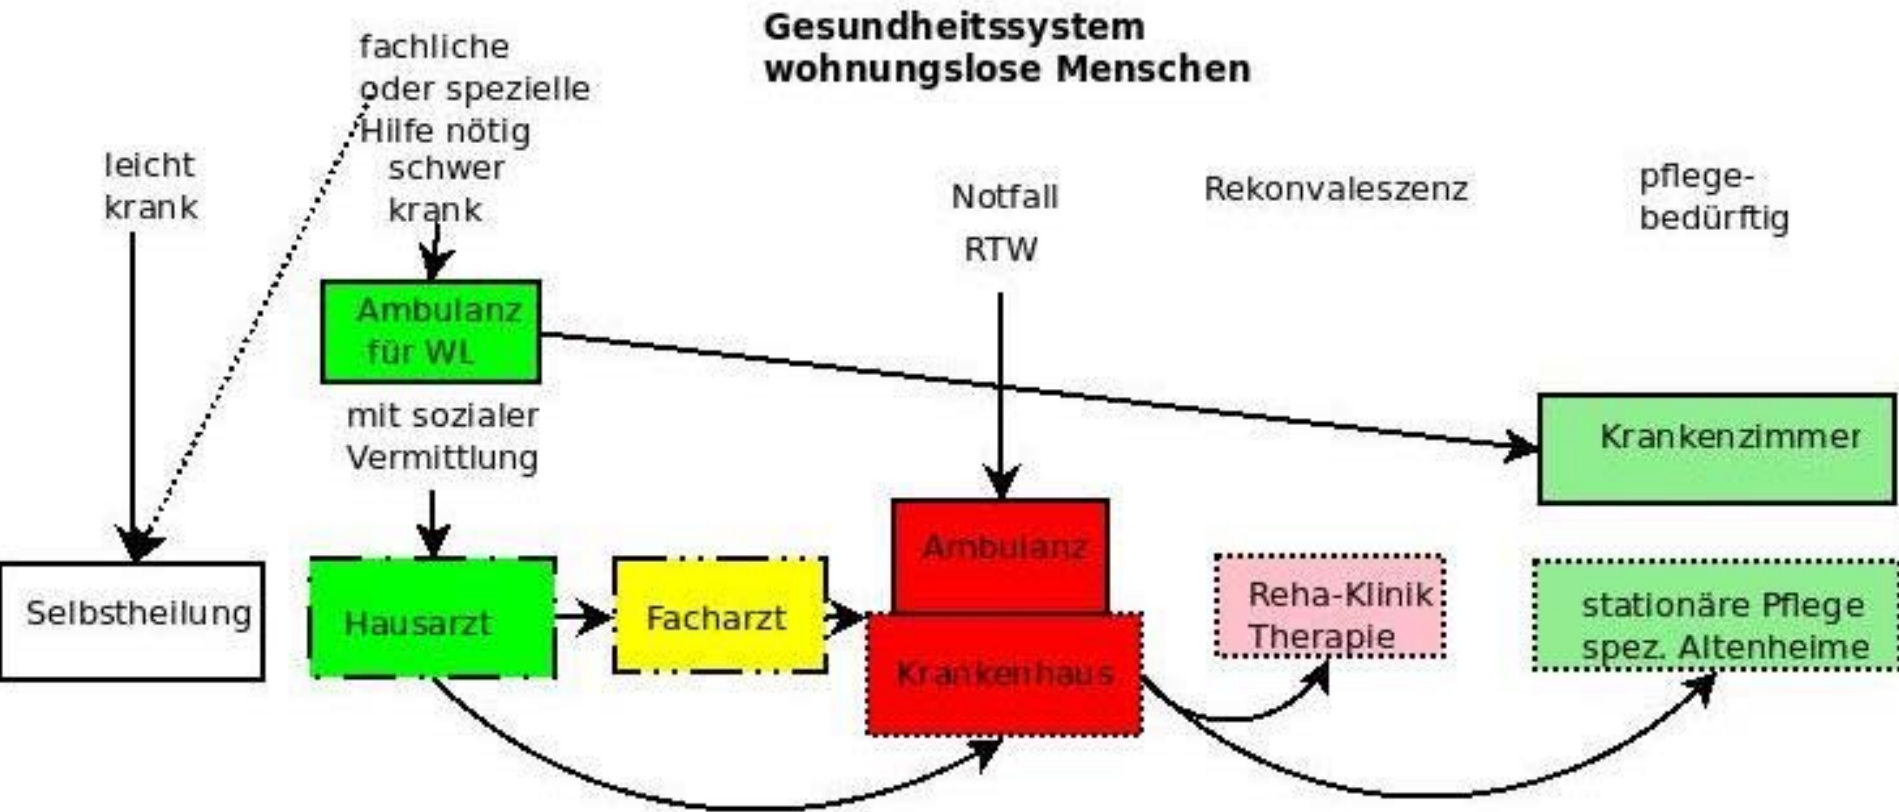 Gesundheitssystem
wohnungslose Menschen
fachliche
oder spezielle
Hilfe nötig
leicht
krank
schwer
krank
Notfall
RTW
Rekonvaleszenz
pflege-
bedürftig
Ambulanz
für WL
mit sozialer
Vermittlung
Krankenzimmer
Selbstheilung
Hausarzt
Facharzt
Ambulanz
Krankenhaus
Reha-Klinik
Therapie
stationäre Pflege
spez. Altenheime